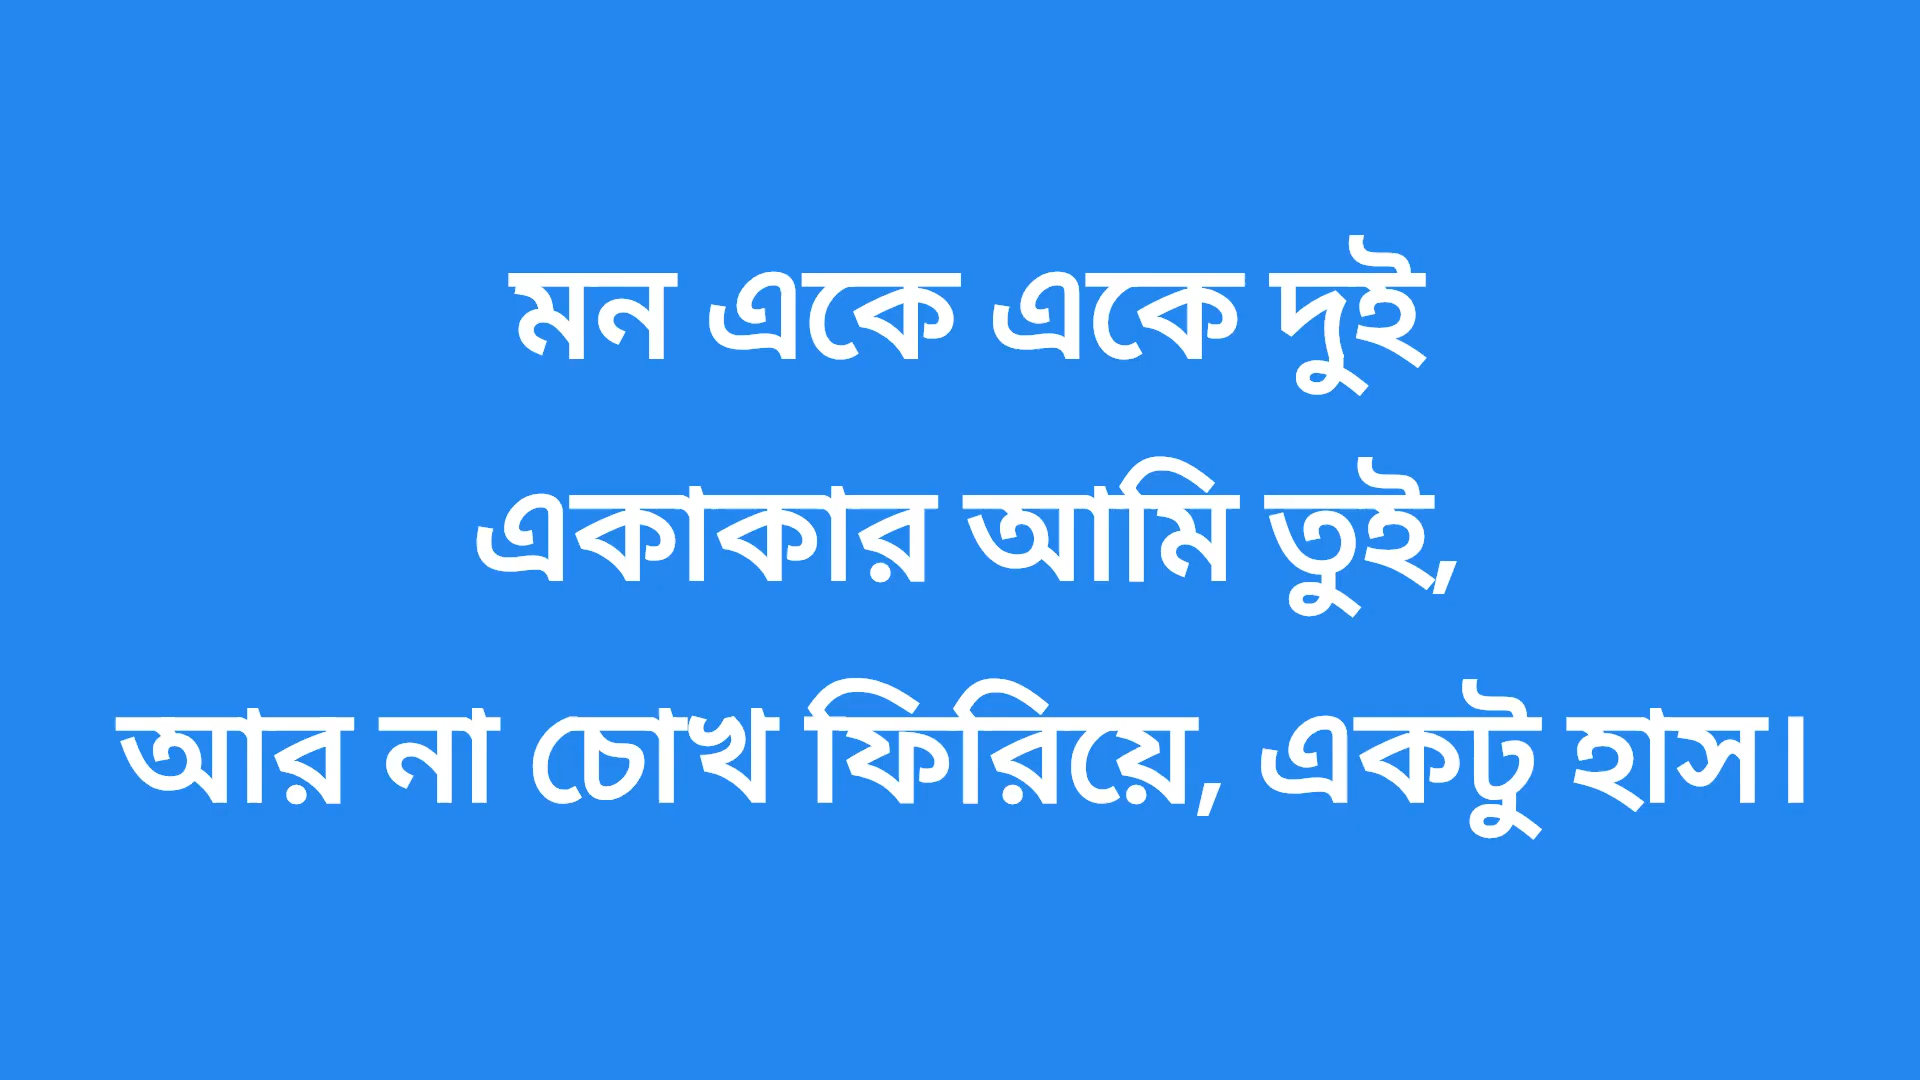 মন একে একে দুই
একাকার আমি তুই,
আর না চোখ ফিরিয়ে, একটু হাস।